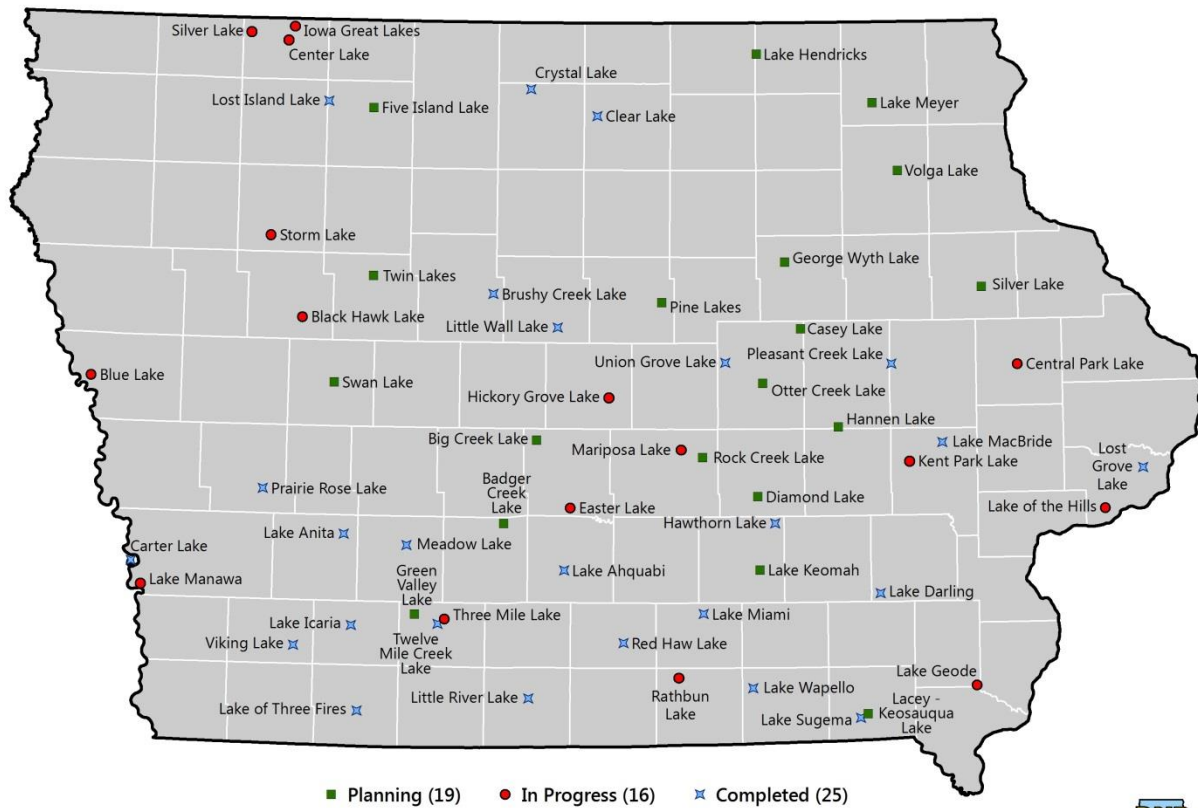 Silver Lake
Iowa Great Lakes
Center Lake
Lake Hendricks
Crystal Lake
Lost Island Lake
Five Island Lake
Clear Lake
Lake Meyer
Volga Lake
Storm Lake
Twin Lakes
George Wyth Lake
Silver Lake
Brushy Creek Lake
Pine Lakes
Black Hawk Lake
Little Wall Lake
Casey Lake
Union Grove Lake
Pleasant Creek Lake
Central Park Lake
Blue Lake
Swan Lake
Otter Creek Lake
Hickory Grove Lake
Hannen Lake
Big Creek Lake
Mariposa Lake
Rock Creek Lake
Lake MacBride
Kent Park Lake
Lost
Grove
Lake
Badger
Creek
Lake
Prairie Rose Lake
Diamond Lake
Easter Lake
Lake of the Hills
Hawthorn Lake
Lake Anita
Meadow Lake
Carter Lake
Lake Manawa
Green
Valley
Lake
Lake Ahquabi
Lake Keomah
Lake Darling
Three Mile Lake
Lake Miami
Lake Icaria
Twelve
Mile Creek
Lake
Viking Lake
Red Haw Lake
Lake Geode
Rathbun
Lake
Lake Wapello
Little River Lake
Lake of Three Fires
Lake Sugema
Lacey -
Keosauqua
Lake
Planning (19)
In Progress (16)
Completed (25)